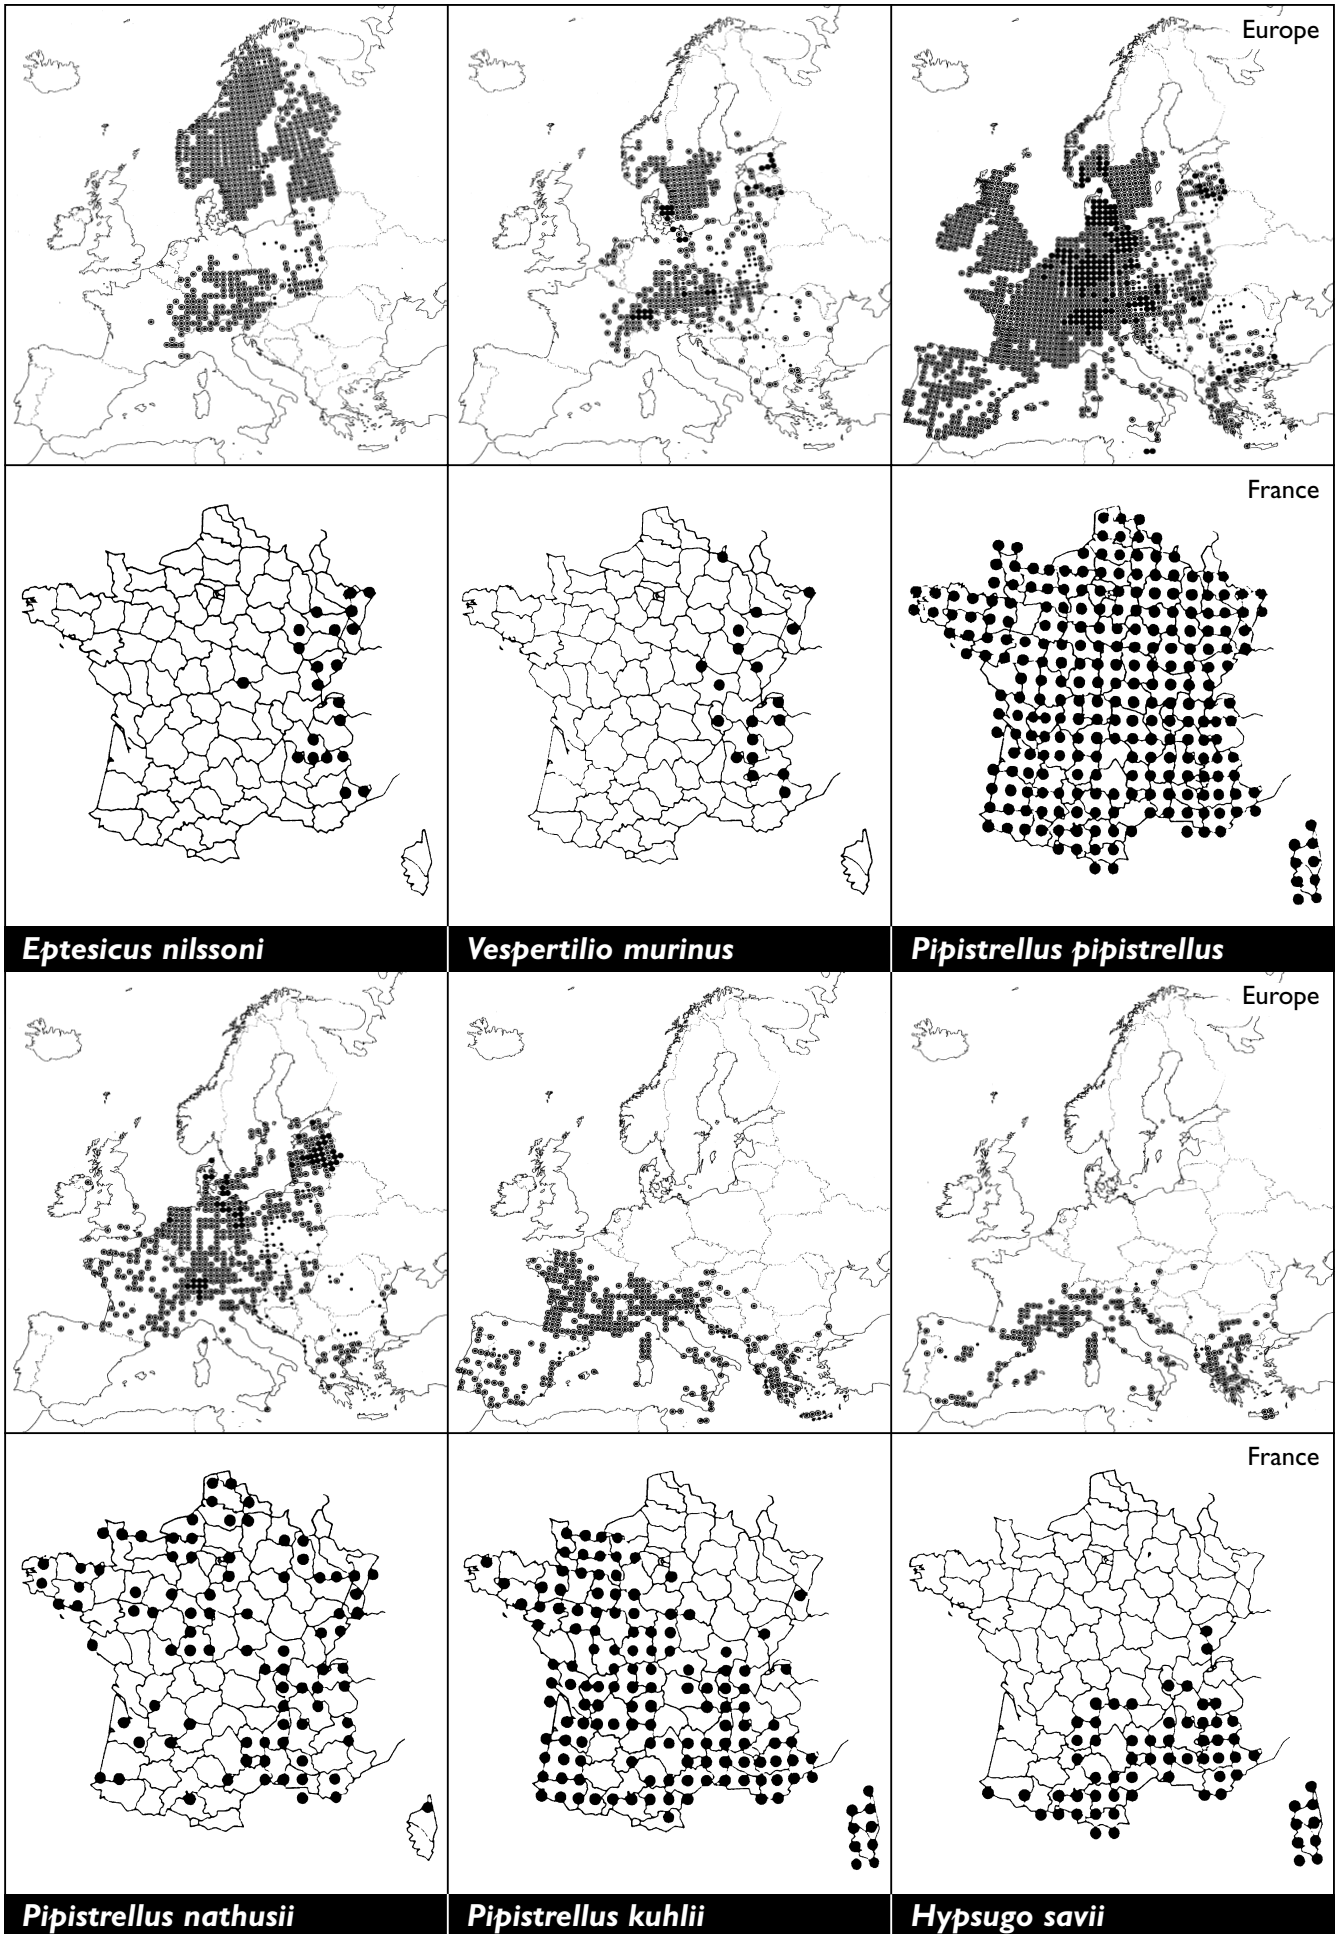 Europe
France
Eptesicus nilssoni
Vespertilio murinus
Pipistrellus pipistrellus
Europe
France
Pipistrellus nathusii
Pipistrellus kuhlii
Hypsugo savii